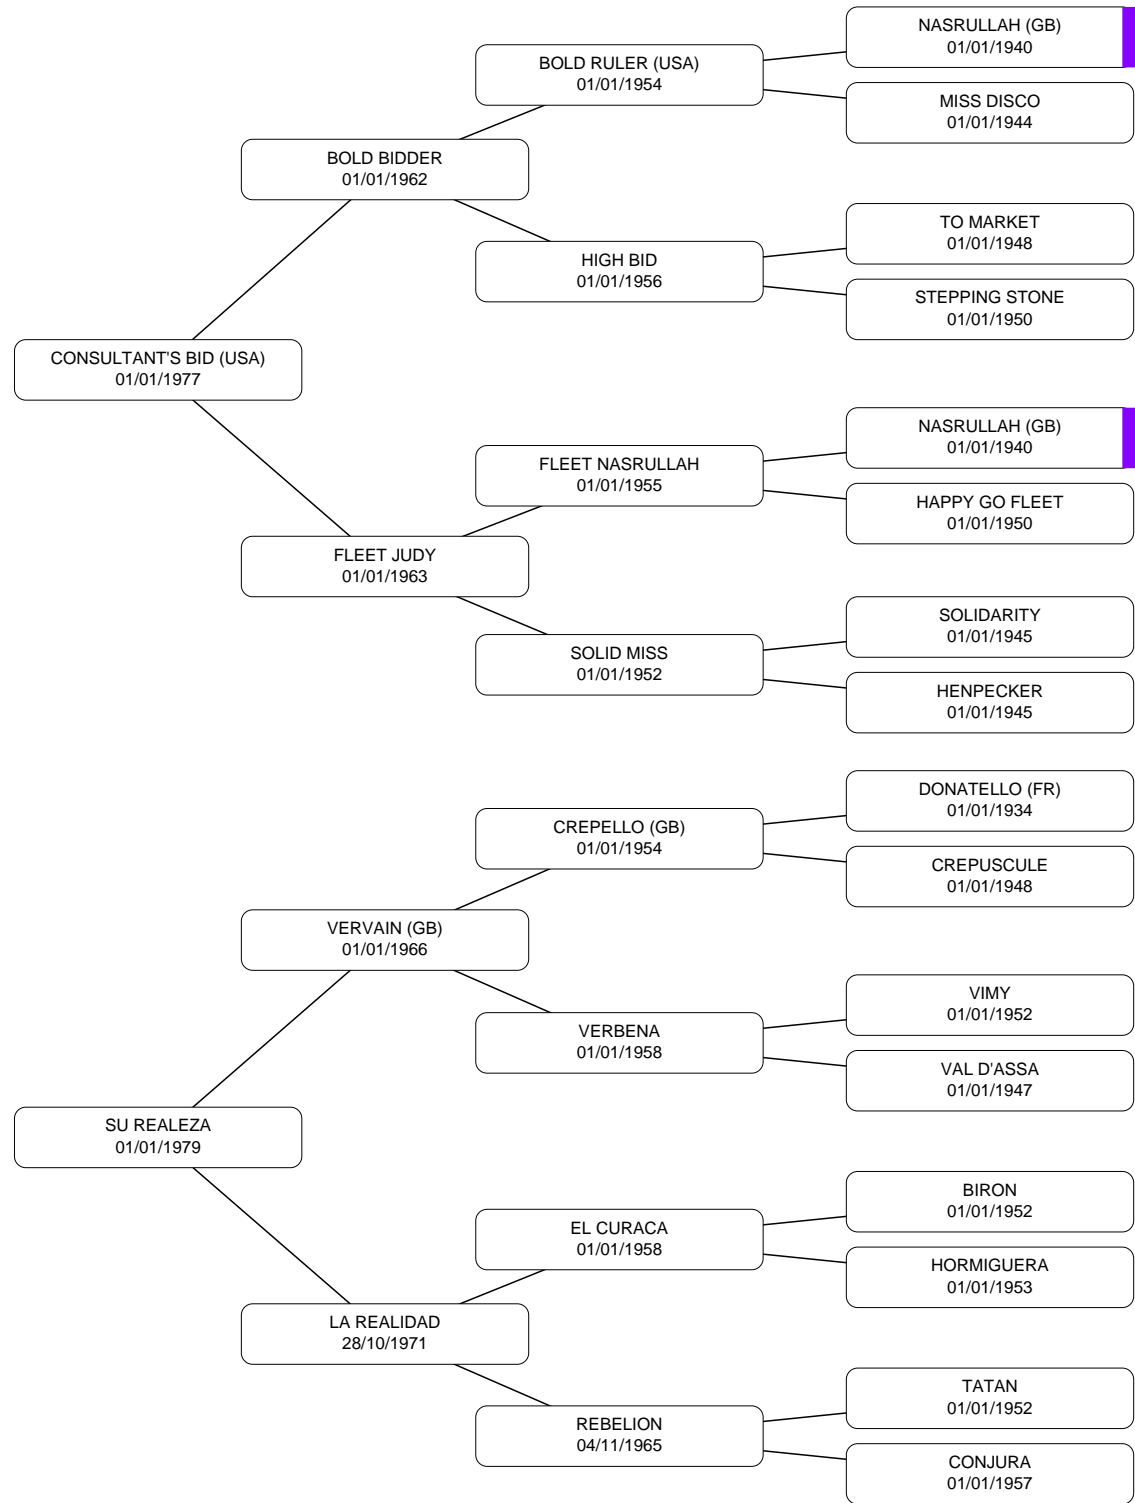 NASRULLAH (GB)
01/01/1940
BOLD RULER (USA)
01/01/1954
MISS DISCO
01/01/1944
BOLD BIDDER
01/01/1962
TO MARKET
01/01/1948
HIGH BID
01/01/1956
STEPPING STONE
01/01/1950
CONSULTANT'S BID (USA)
01/01/1977
NASRULLAH (GB)
01/01/1940
FLEET NASRULLAH
01/01/1955
HAPPY GO FLEET
01/01/1950
FLEET JUDY
01/01/1963
SOLIDARITY
01/01/1945
SOLID MISS
01/01/1952
HENPECKER
01/01/1945
DONATELLO (FR)
01/01/1934
CREPELLO (GB)
01/01/1954
CREPUSCULE
01/01/1948
VERVAIN (GB)
01/01/1966
VIMY
01/01/1952
VERBENA
01/01/1958
VAL D'ASSA
01/01/1947
SU REALEZA
01/01/1979
BIRON
01/01/1952
EL CURACA
01/01/1958
HORMIGUERA
01/01/1953
LA REALIDAD
28/10/1971
TATAN
01/01/1952
REBELION
04/11/1965
CONJURA
01/01/1957